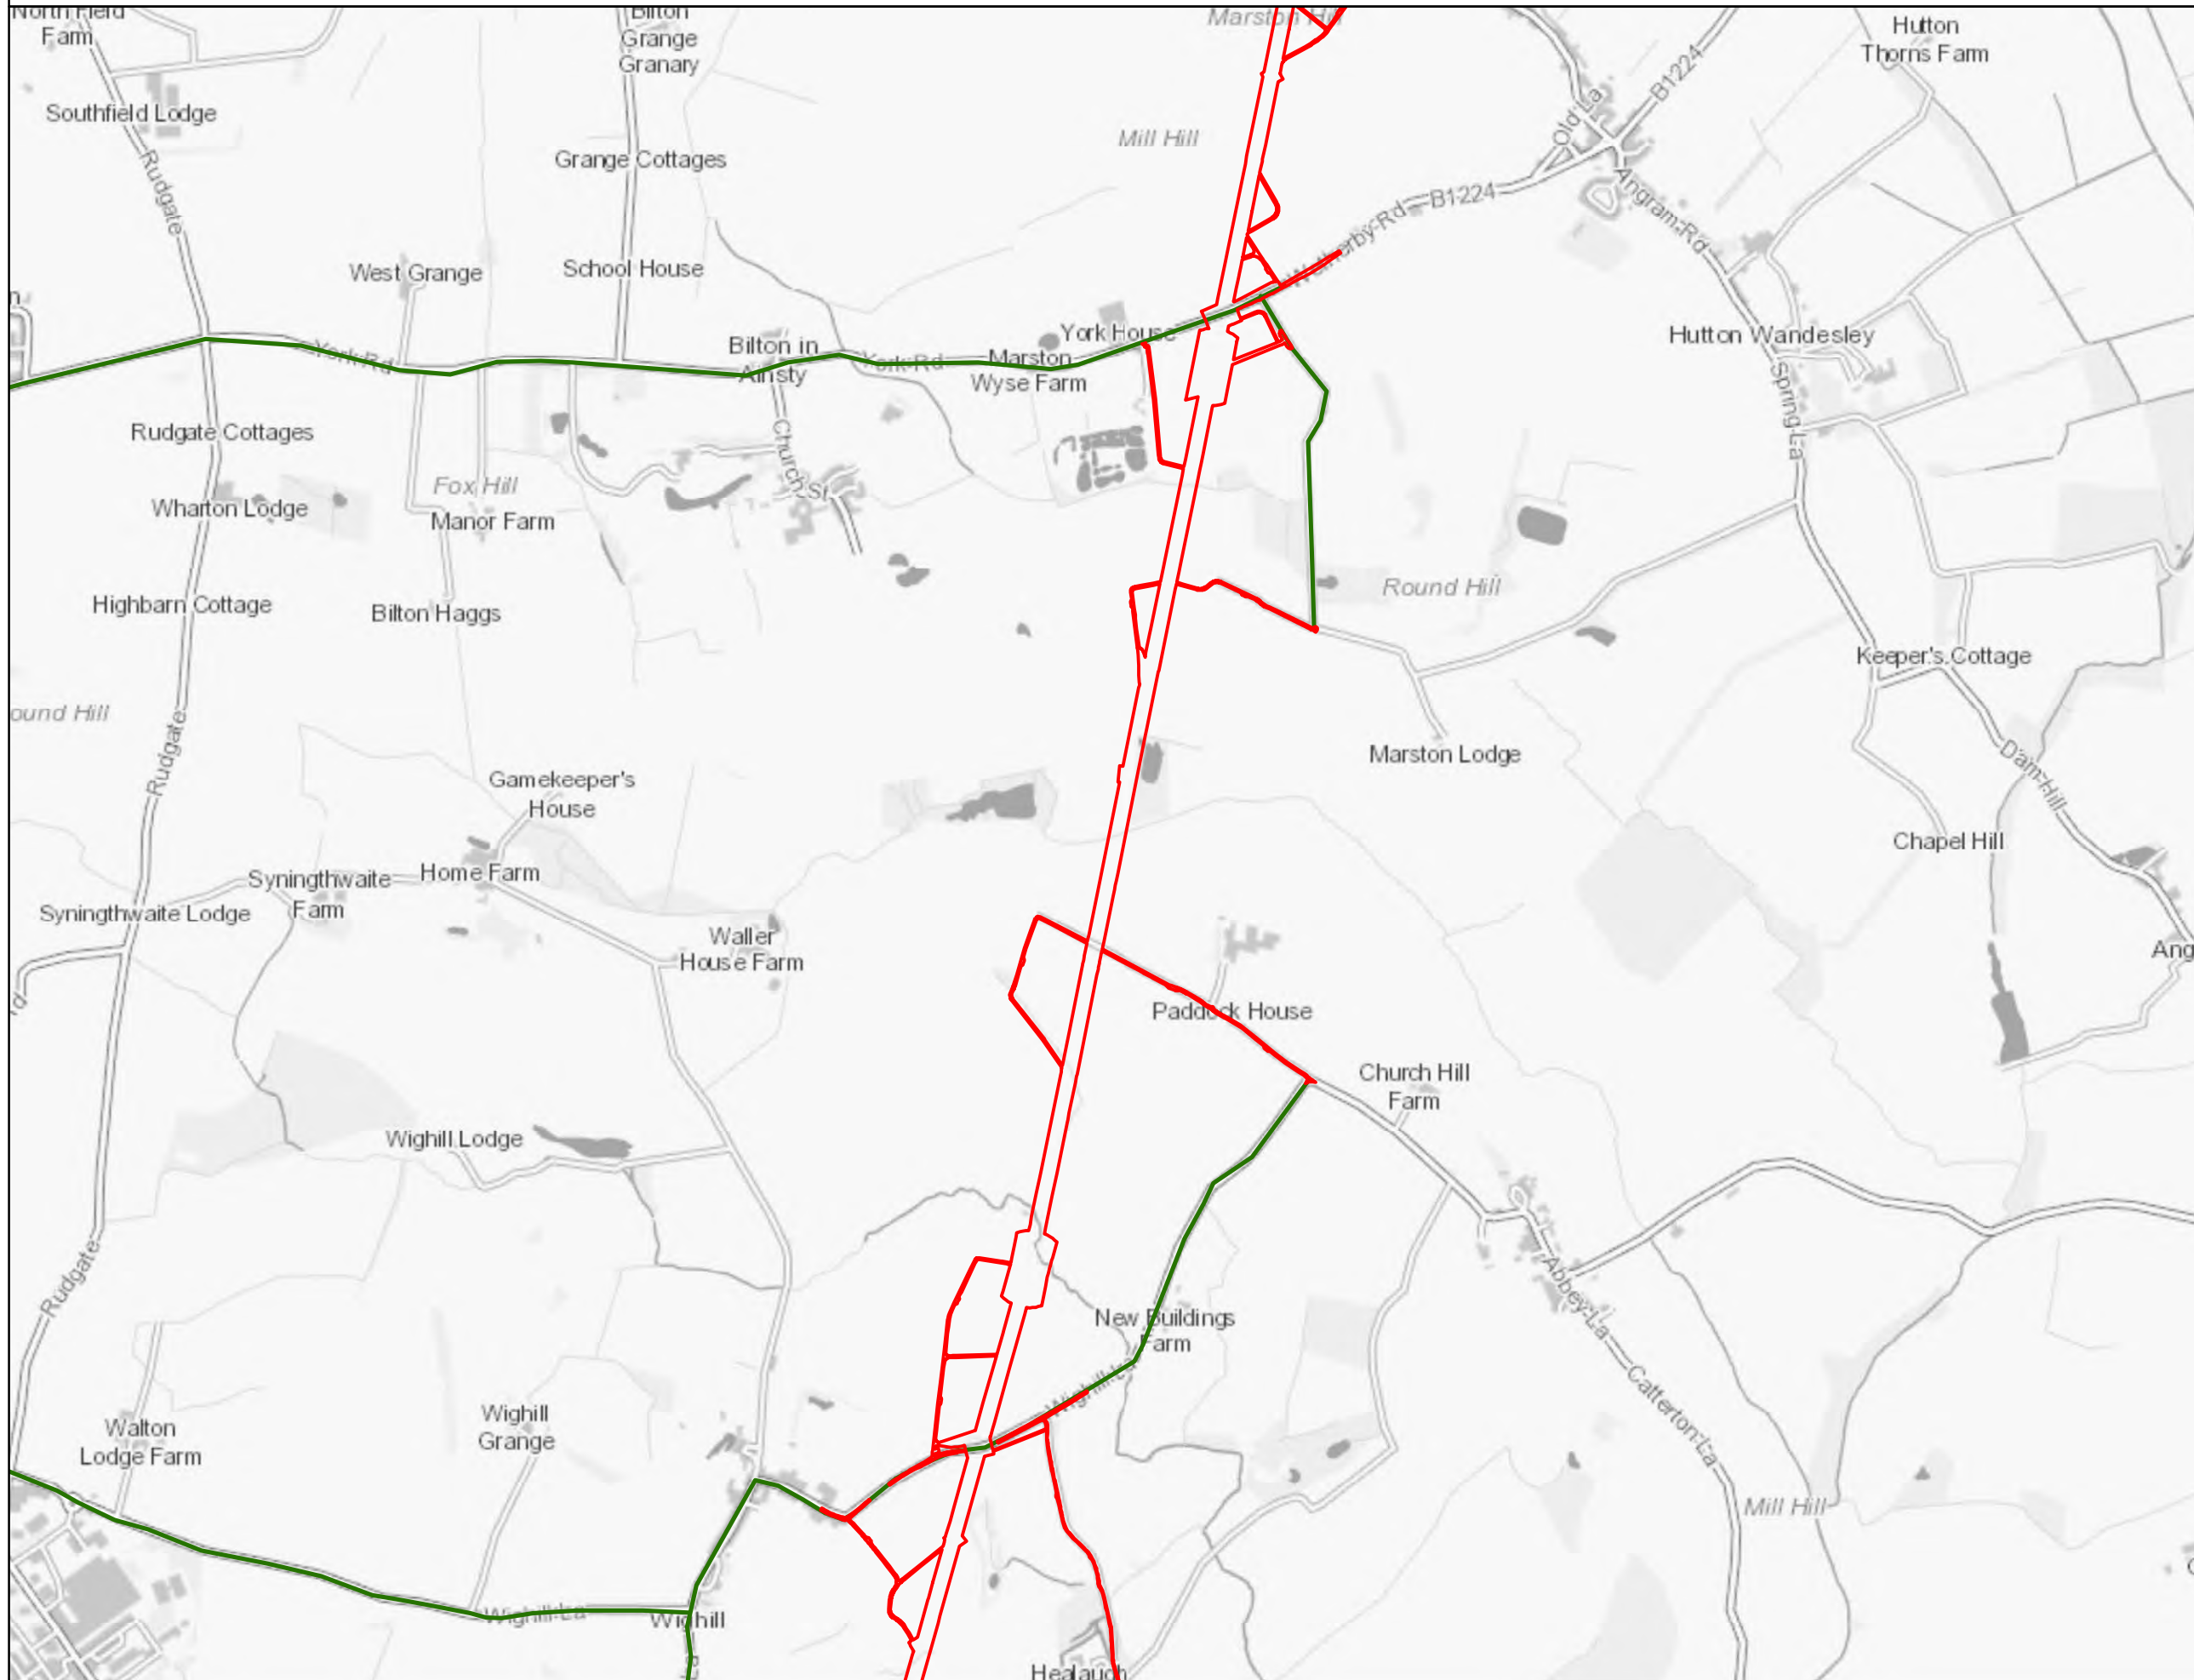 North Field
Farm
Bilton
Grange
Granary
Marston Hill
Hutton
Thorns Farm
B1224
Southfield Lodge
Old La
Mill Hill
Rudgate
Grange Cottages
Angram Rd
B1224
Wetherby Rd
West Grange
School House
York House
Hutton Wandesley
York Rd
Bilton in
Ainsty
York Rd
Marston
Wyse Farm
Spring La
Rudgate Cottages
Church St
Fox Hill
Wharton Lodge
Manor Farm
Round Hill
Highbarn Cottage
Bilton Haggs
Keeper's Cottage
ound Hill
Rudgate
Marston Lodge
Dam Hill
Gamekeeper's
House
Chapel Hill
Syningthwaite
Farm
Home Farm
Syningthwaite Lodge
Waller
House Farm
Ang
rd
Paddock House
Church Hill
Farm
Wighill Lodge
Rudgate
Abbey La
New Buildings
Farm
Wighill La
Catterton La
Walton
Lodge Farm
Wighill
Grange
Mill Hill
Wighill La
Wighill
Healaugh